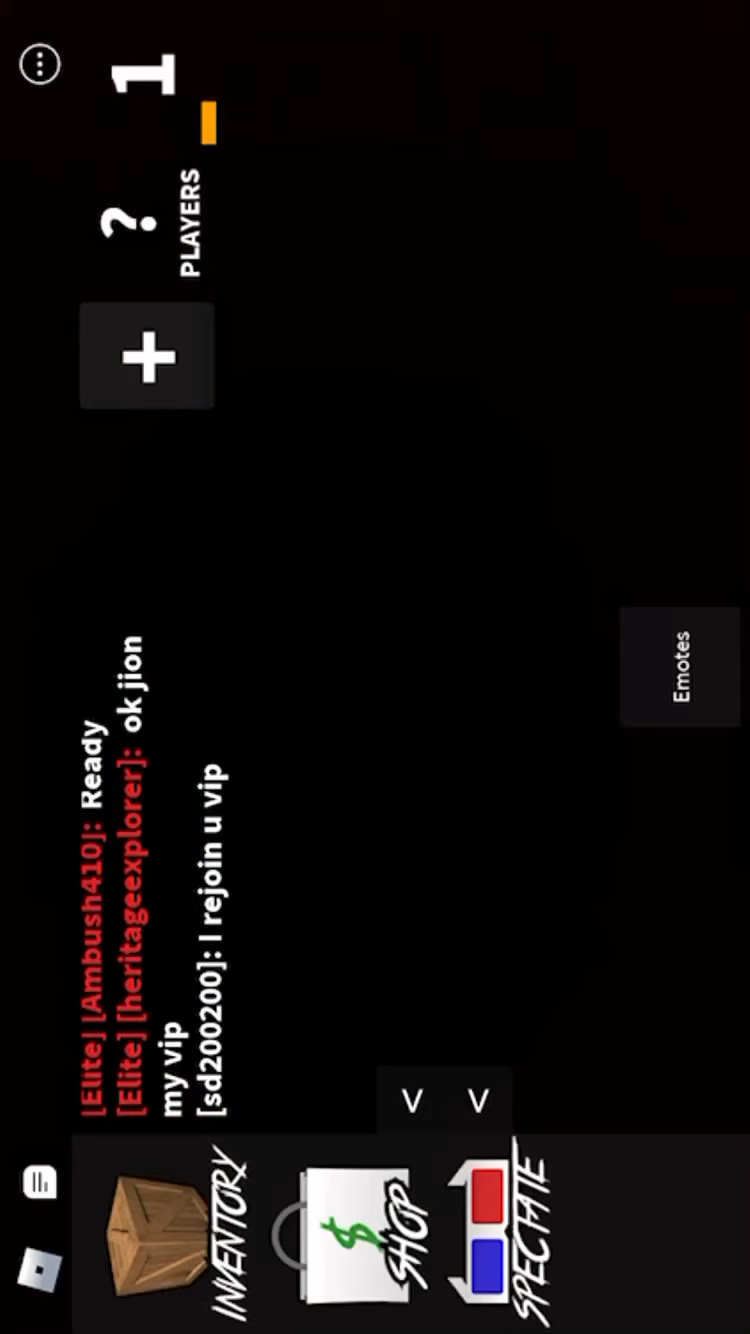 [Elite] [Ambush410]: Ready
[Elite] [heritageexplorer]: ok jion
my vip
[sd200200]: I rejoin u vip
+
?
1
PLAYERS
INVENTORY
SHOP
SPECTATE
<
<
Emotes